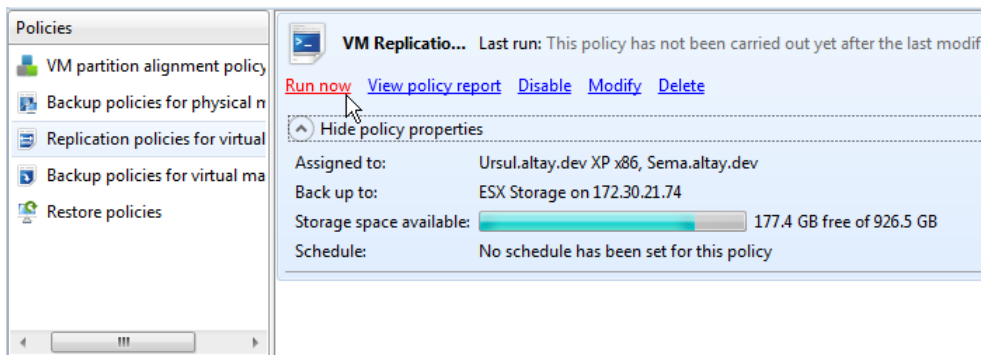 Policies
VM partition alignment policy
Backup policies for physical m
Replication policies for virtual
Backup policies for virtual ma
Restore policies
VM Replicatio... Last run: This policy has not been carried out yet after the last modif
Run now View policy report Disable Modify Delete
Hide policy properties
Assigned to: Ursul.altay.dev XP x86, Sema.altay.dev
Back up to: ESX Storage on 172.30.21.74
Storage space available: 177.4 GB free of 926.5 GB
Schedule: No schedule has been set for this policy